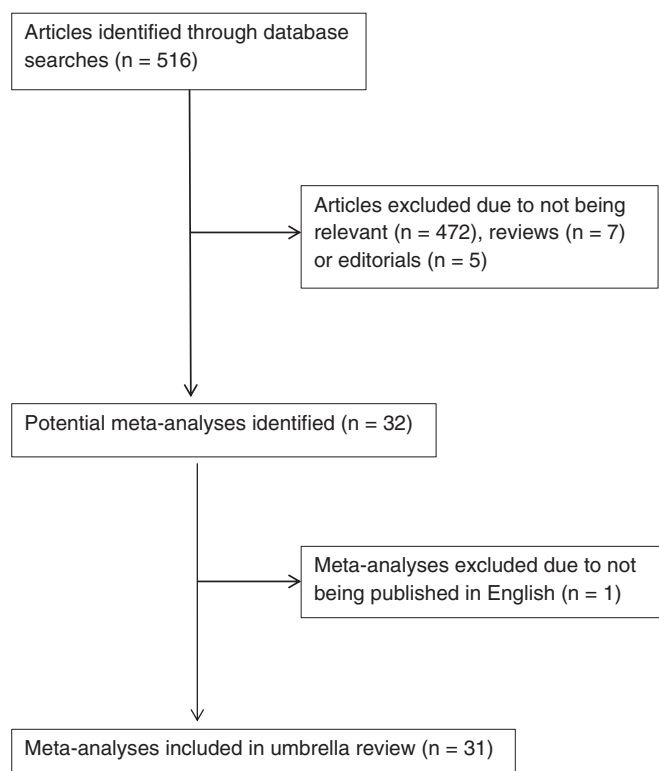 Articles identified through database
searches (n = 516)
Articles excluded due to not being
relevant (n = 472), reviews (n = 7)
or editorials (n = 5)
Potential meta-analyses identified (n = 32)
Meta-analyses excluded due to not
being published in English (n = 1)
Meta-analyses included in umbrella review (n = 31)